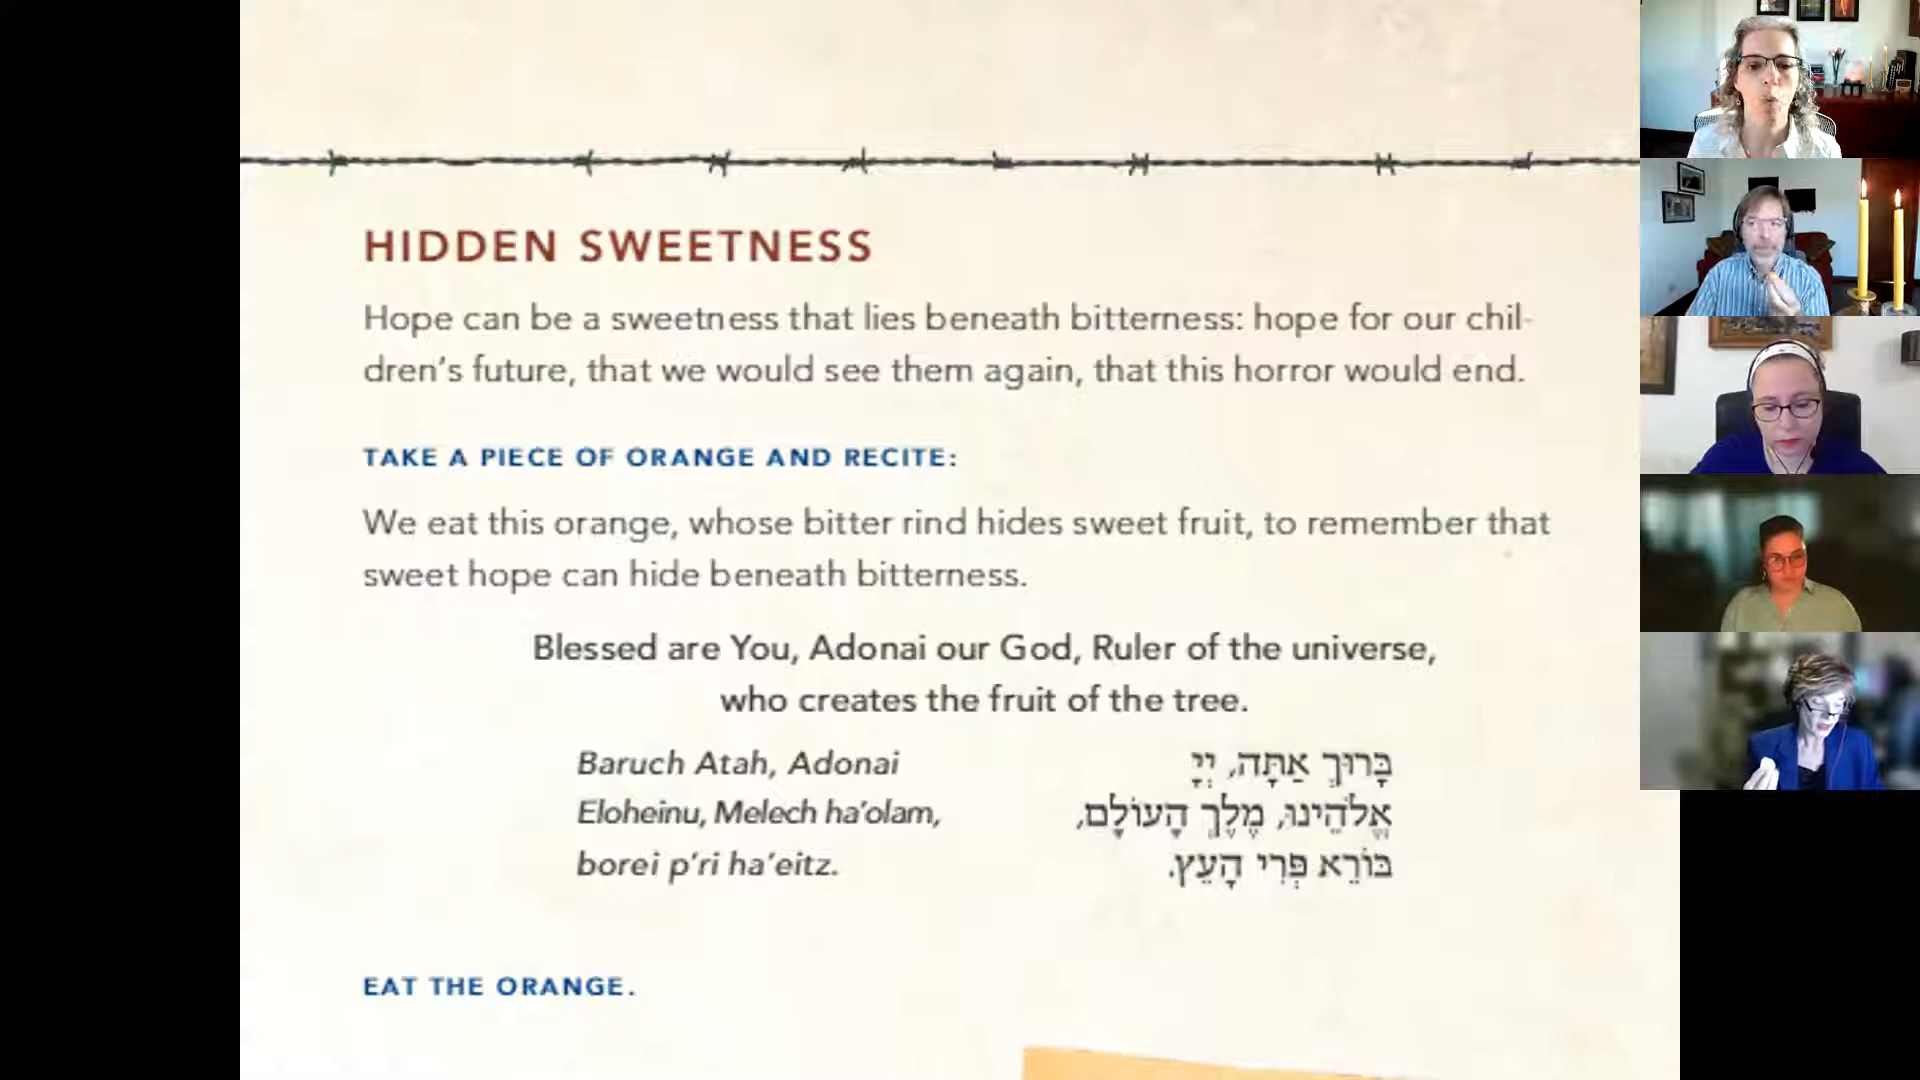 HIDDEN SWEETNESS
Hope can be a sweetness that lies beneath bitterness: hope for our chil-
dren's future, that we would see them again, that this horror would end.
TAKE A PIECE OF ORANGE AND RECITE:
We eat this orange, whose bitter rind hides sweet fruit, to remember that
sweet hope can hide beneath bitterness.
Blessed are You, Adonai our God, Ruler of the universe,
who creates the fruit of the tree.
Baruch Atah, Adonai
Eloheinu, Melech ha'olam,
borei p'ri ha'eitz.
בָּרוּךְ אַתָּה, יְיָ
אֱלֹהֵינוּ, מֶלֶךְ הָעוֹלָם,
בּוֹרֵא פְּרִי הָעֵץ.
EAT THE ORANGE.